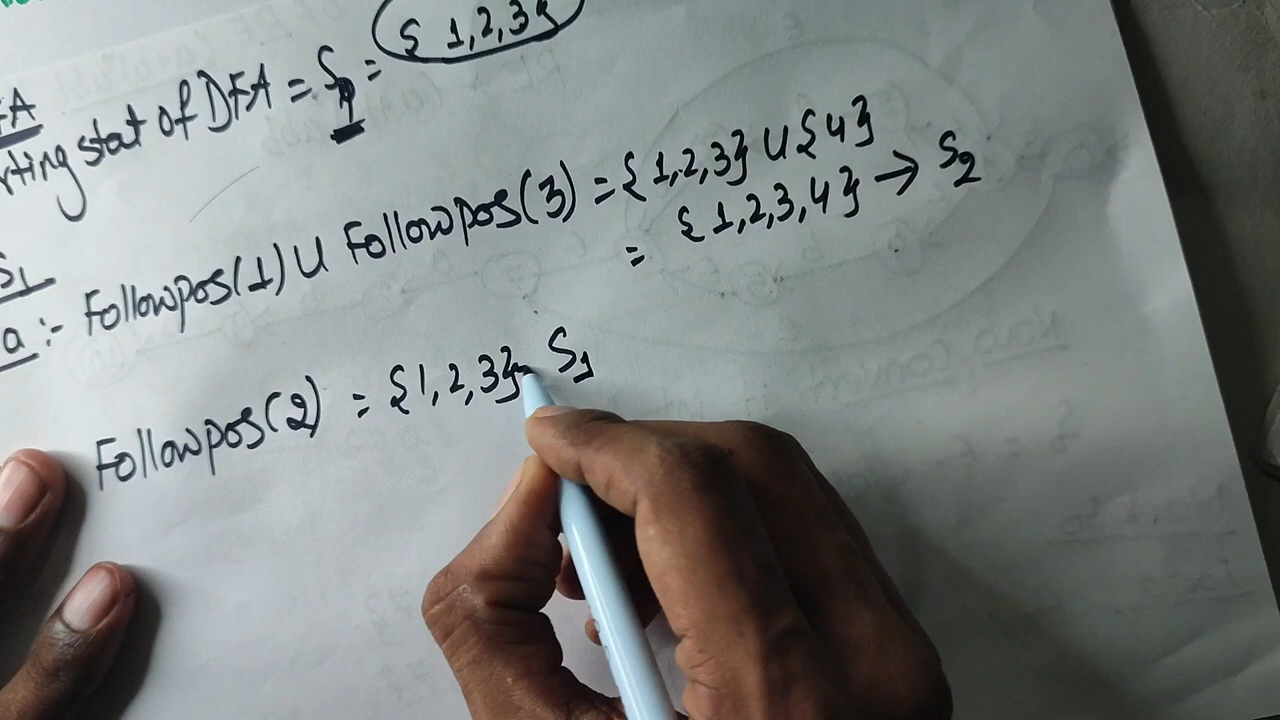 { 1,2,3}
FA
rting stat of DFA = S1 =
S1
a :- Followpos(1) U Followpos(3) = { 1,2,3} U { 4}
= { 1,2,3,4} → S2
Followpos(2) = { 1,2,3} S1